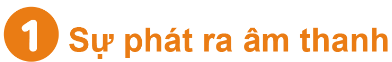 1 Sự phát ra âm thanh